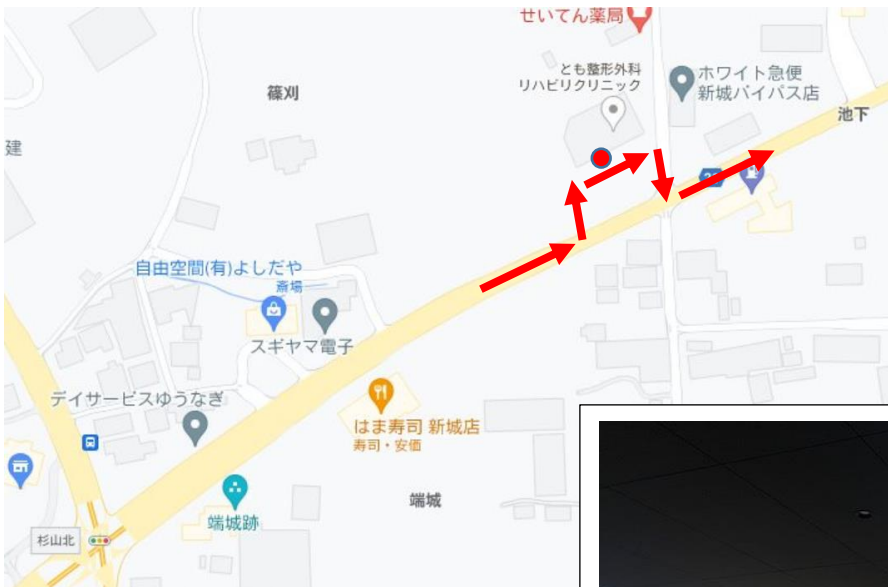 せいてん薬局
とも整形外科
リハビリクリニック
ホワイト急便
新城バイパス店
篠刈
池下
建
自由空間(有)よしだや
斎場
スギヤマ電子
デイサービスゆうなぎ
はま寿司 新城店
寿司・安価
端城
端城跡
杉山北